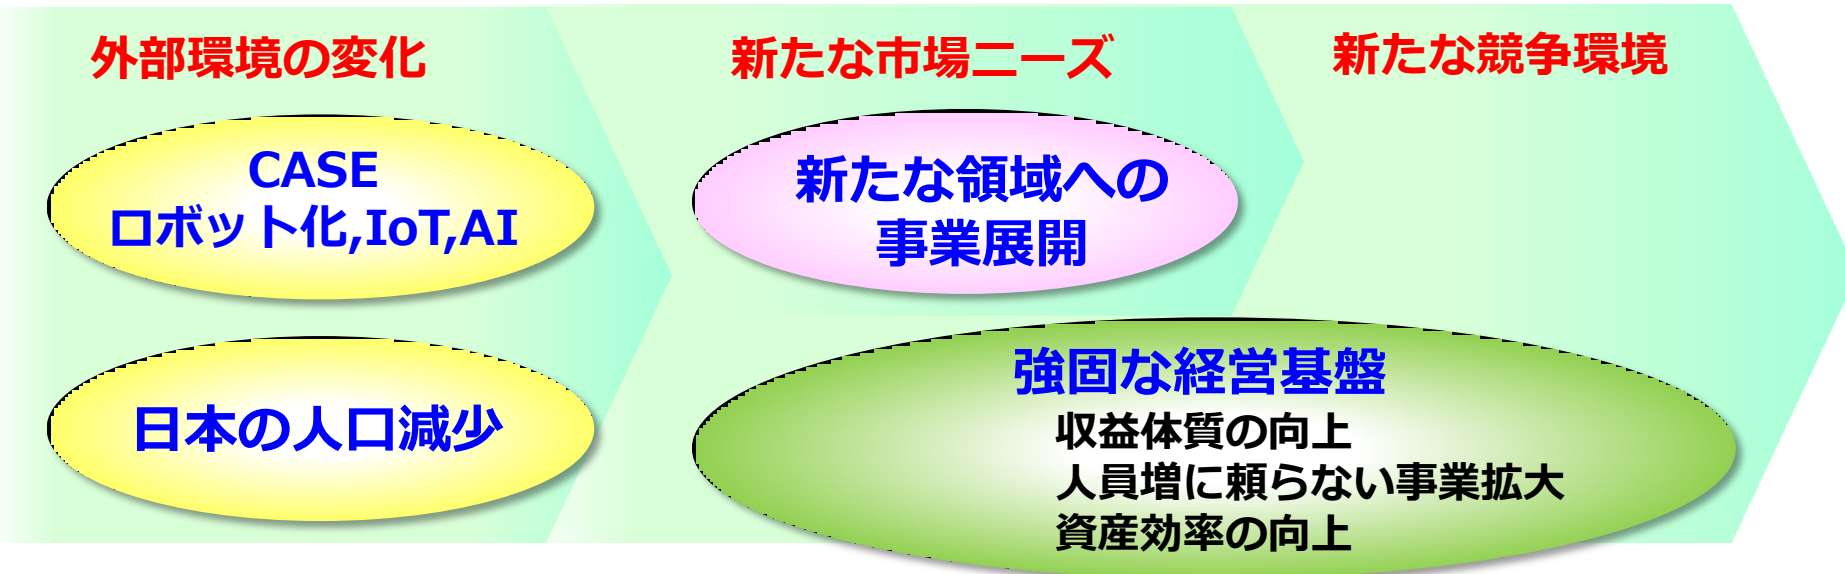 外部環境の変化
新たな市場ニーズ
新たな競争環境
CASE
ロボット化,IoT,AI
新たな領域への
事業展開
日本の人口減少
強固な経営基盤
収益体質の向上
人員増に頼らない事業拡大
資産効率の向上